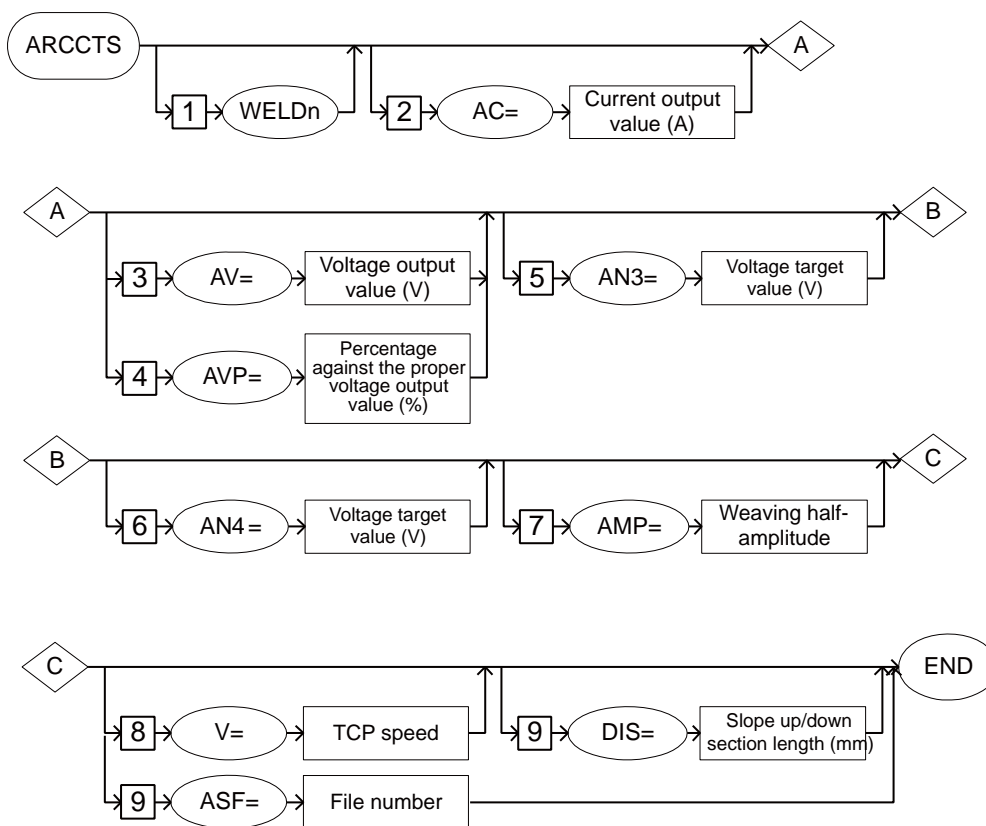 ARCCTS
A
1
WELDn
2
AC=
Current output
value (A)
A
B
3
AV=
Voltage output
value (V)
5
AN3=
Voltage target
value (V)
4
AVP=
Percentage
against the proper
voltage output
value (%)
B
C
6
AN4=
Voltage target
value (V)
7
AMP=
Weaving half-
amplitude
C
END
8
V=
TCP speed
9
DIS=
Slope up/down
section length (mm)
9
ASF=
File number